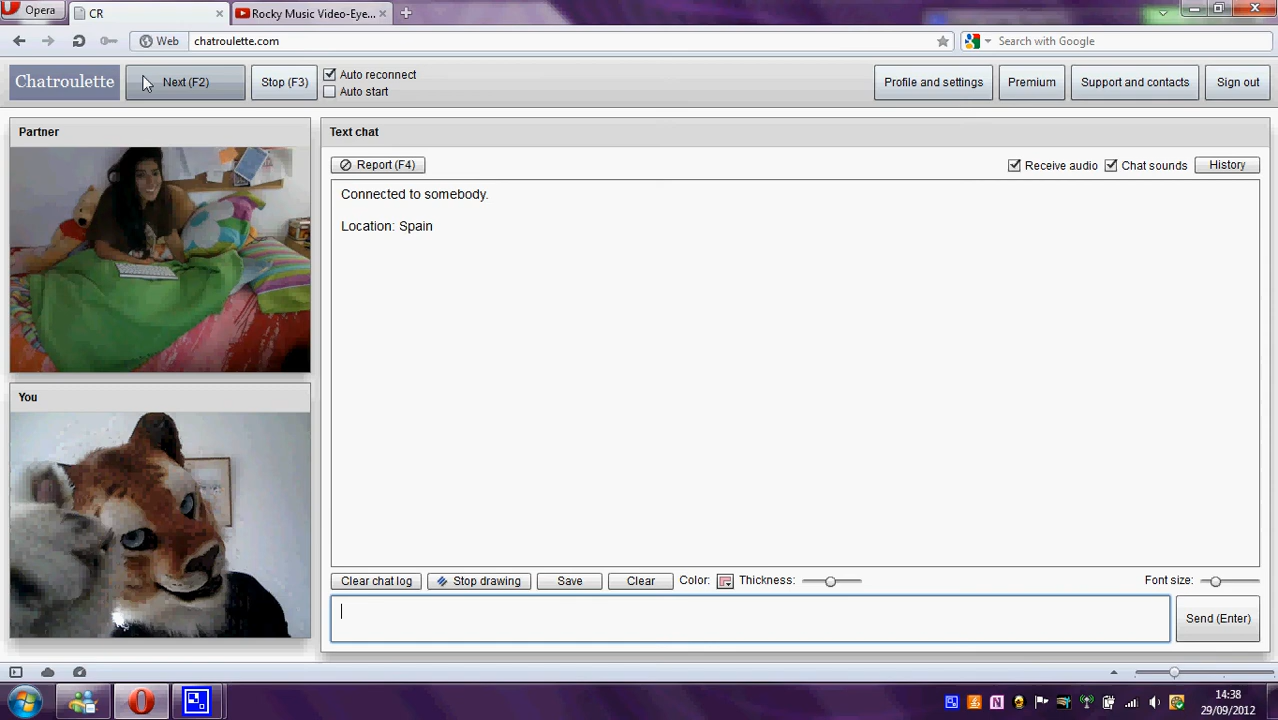 Opera
CR
Rocky Music Video-Eye...
Web
chatroulette.com
Search with Google
Chatroulette
Next (F2)
Stop (F3)
Auto reconnect
Auto start
Profile and settings
Premium
Support and contacts
Sign out
Partner
Text chat
Report (F4)
Receive audio
Chat sounds
History
Connected to somebody.
Location: Spain
You
Clear chat log
Stop drawing
Save
Clear
Color:
Thickness:
Font size:
Send (Enter)
14:38
29/09/2012